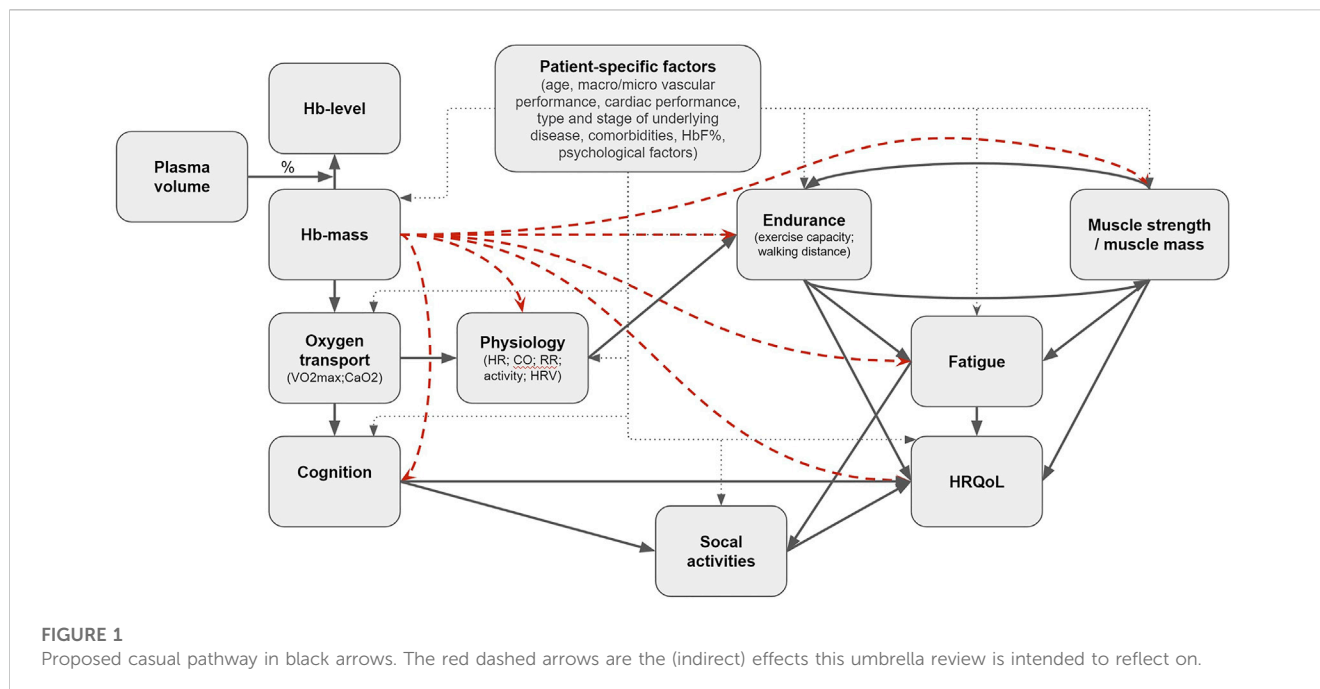 Patient-specific factors
(age, macro/micro vascular
performance, cardiac performance,
type and stage of underlying
disease, comorbidities, HbF%,
psychological factors)
Hb-level
Plasma
volume
%
Hb-mass
Endurance
(exercise capacity;
walking distance)
Muscle strength
/ muscle mass
Oxygen
transport
(VO2max;CaO2)
Physiology
(HR; CO; RR;
activity; HRV)
Fatigue
Cognition
HRQoL
Socal
activities
FIGURE 1
Proposed casual pathway in black arrows. The red dashed arrows are the (indirect) effects this umbrella review is intended to reflect on.